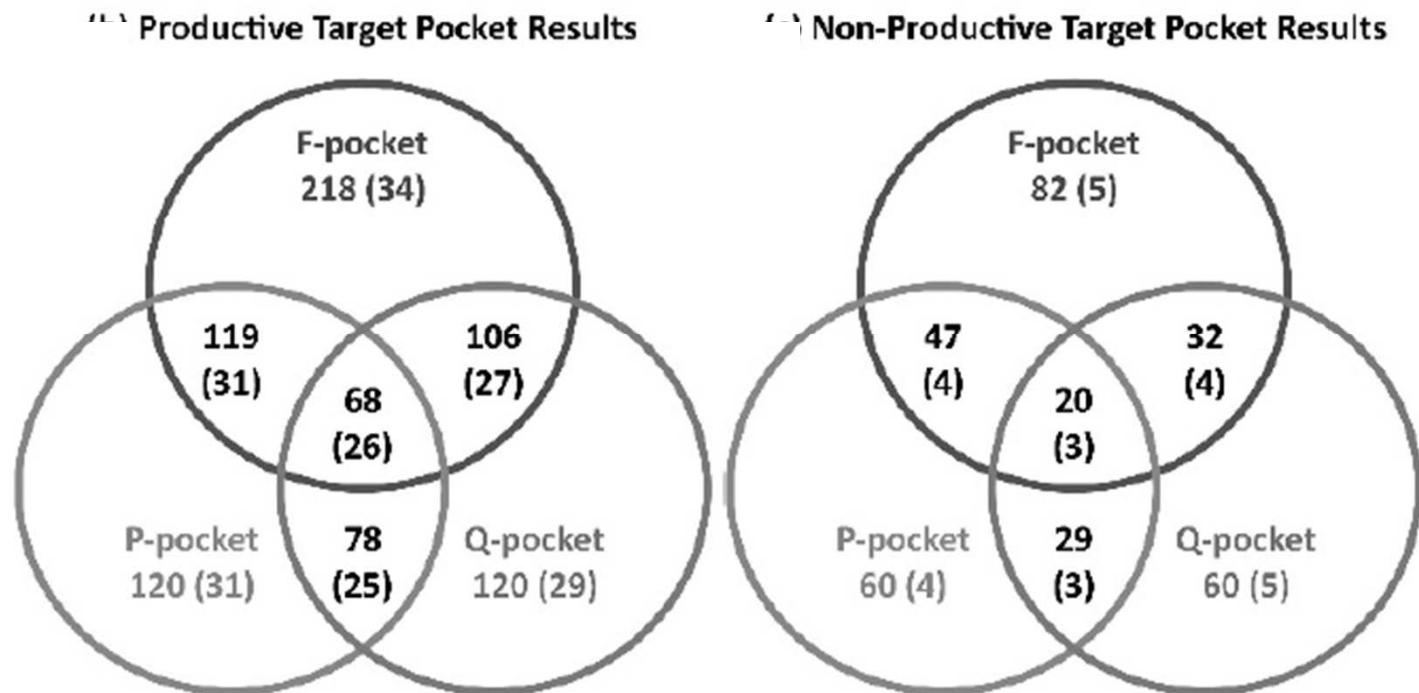 Productive Target Pocket Results
F-pocket
218 (34)
119
(31)
106
(27)
68
(26)
P-pocket
120 (31)
78
(25)
Q-pocket
120 (29)
Non-Productive Target Pocket Results
F-pocket
82 (5)
47
(4)
32
(4)
20
(3)
P-pocket
60 (4)
29
(3)
Q-pocket
60 (5)